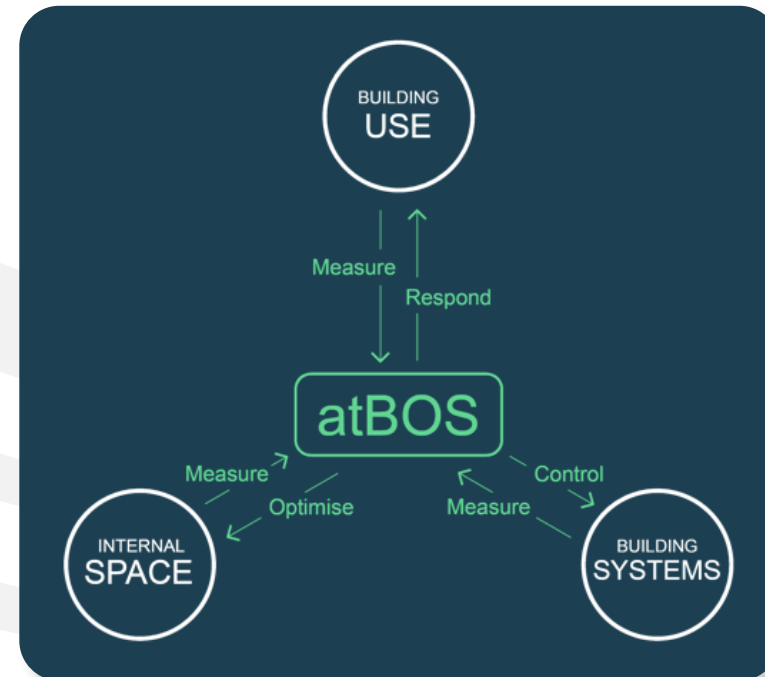 BUILDING
USE
Measure
Respond
atBOS
Measure
Optimise
Control
Measure
INTERNAL
SPACE
BUILDING
SYSTEMS